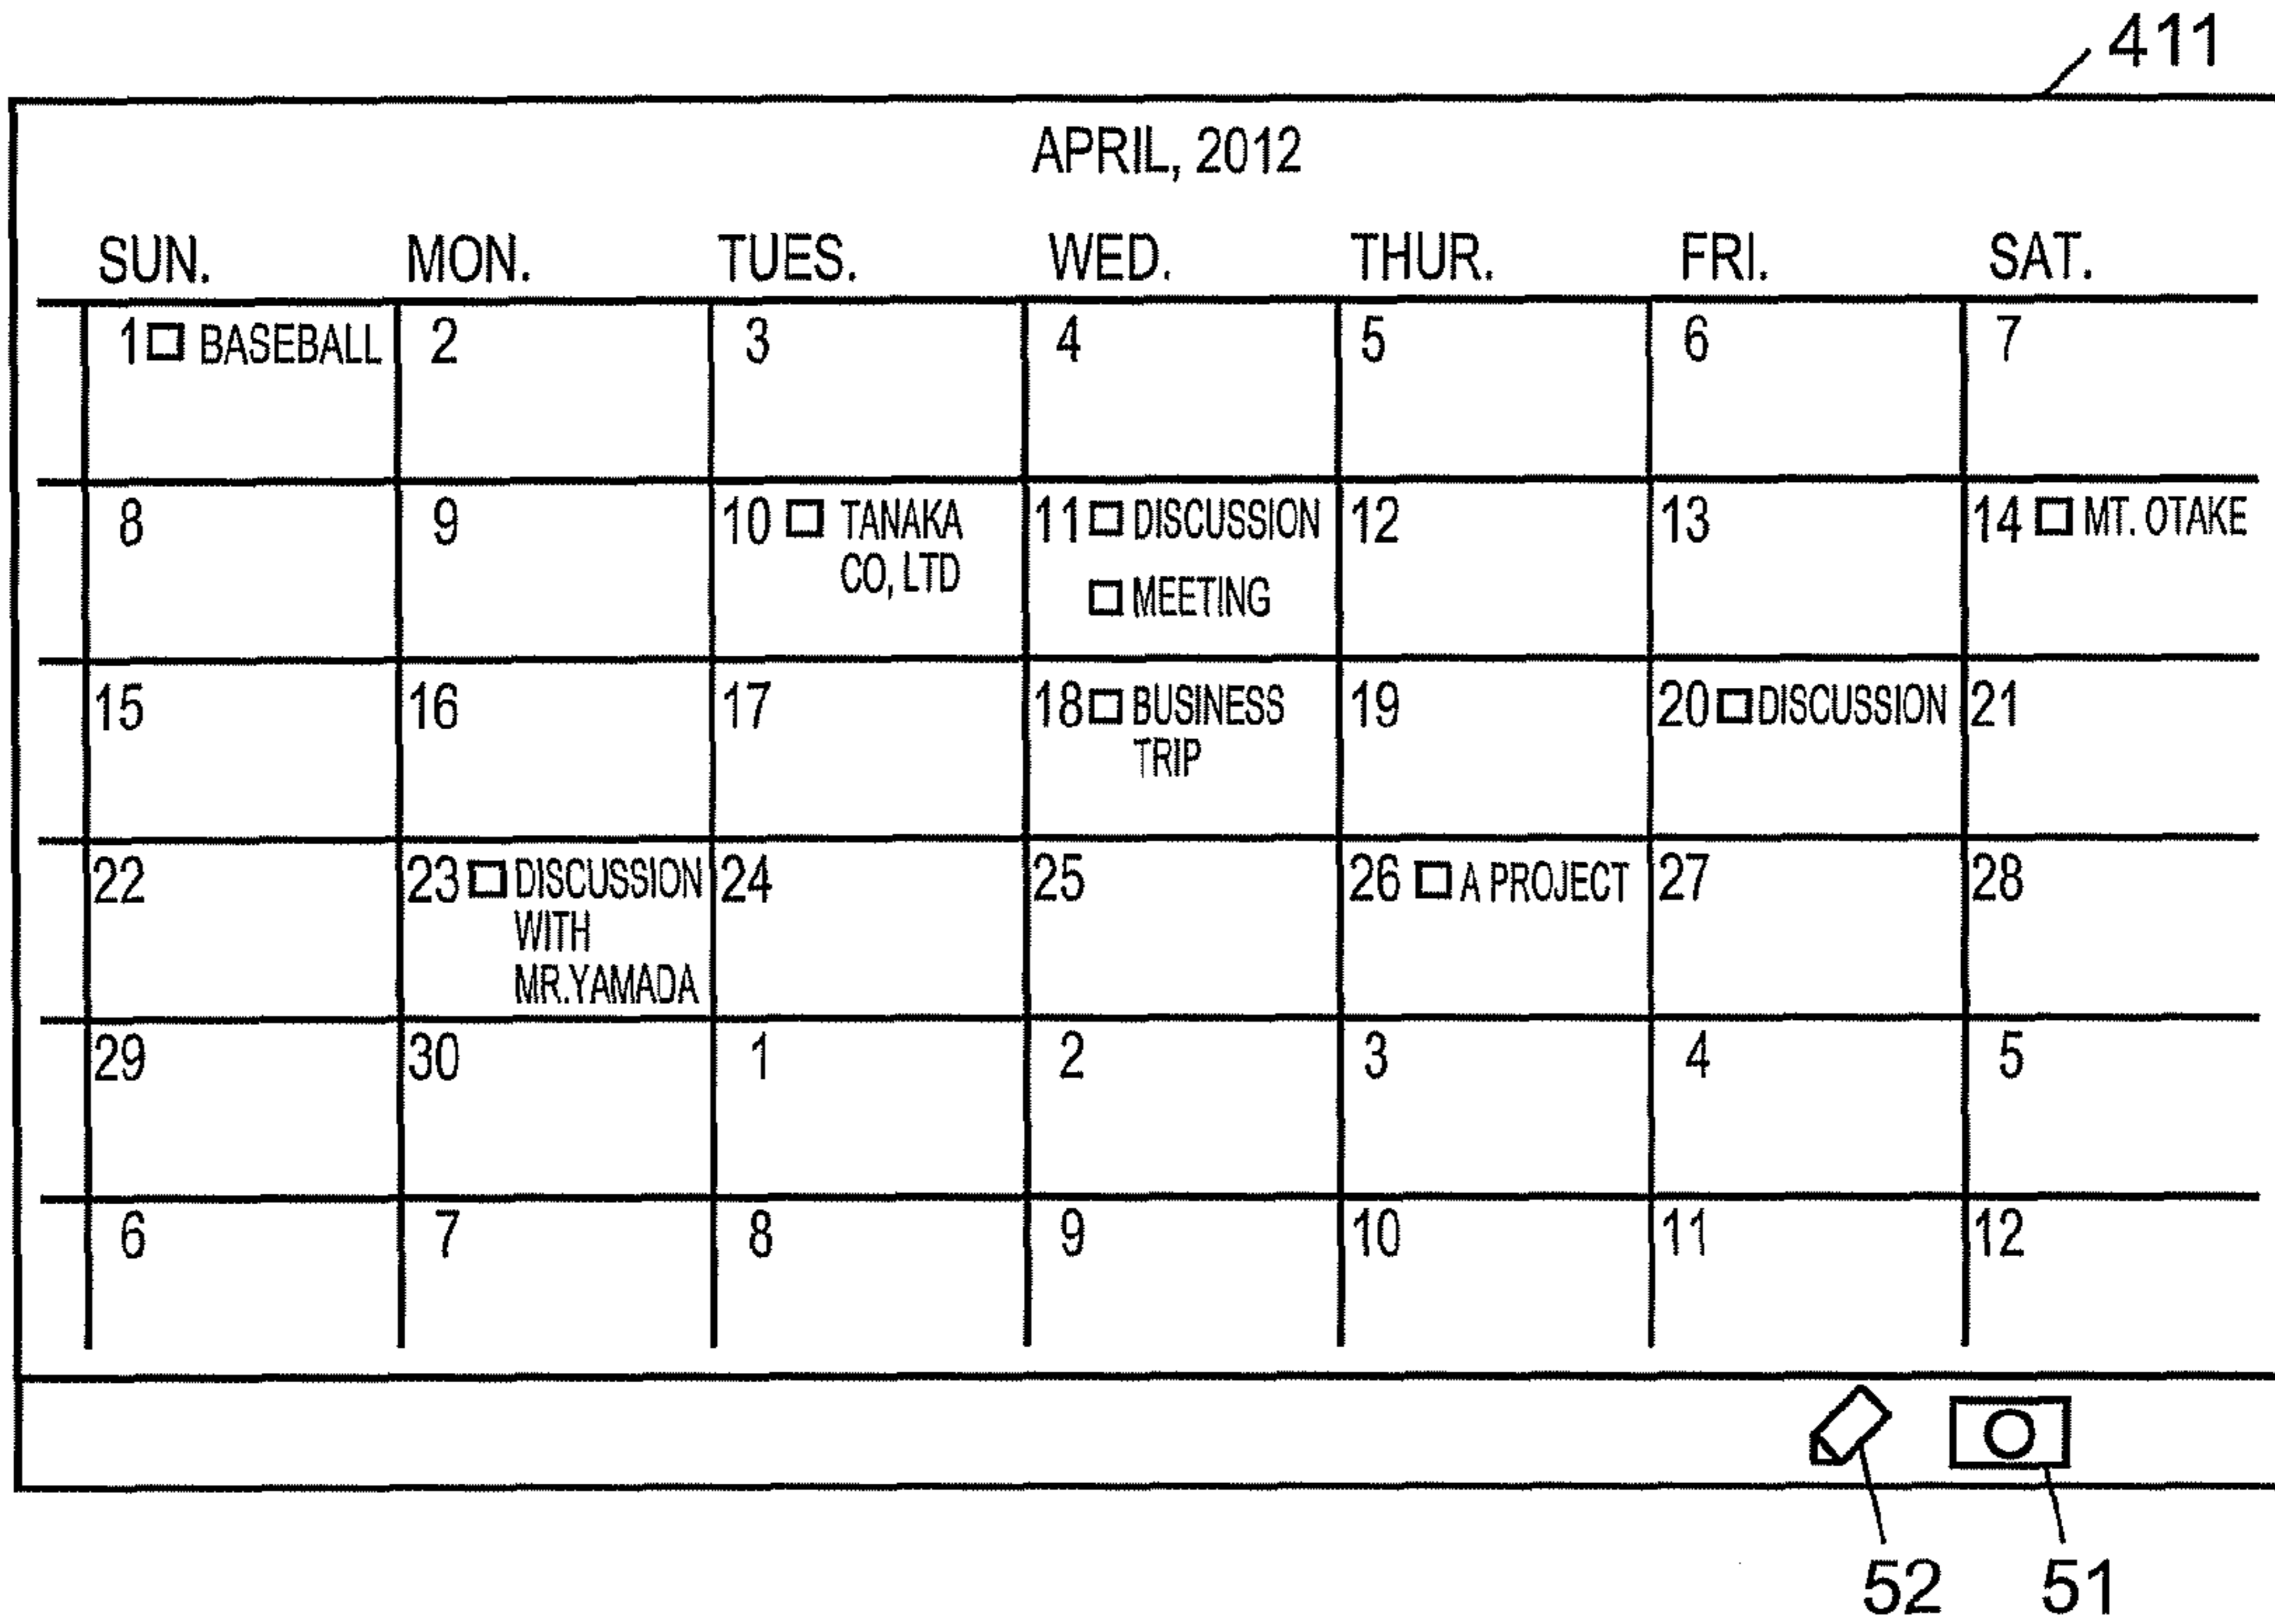 411
APRIL, 2012
SUN. MON. TUES. WED. THUR. FRI. SAT.
1 □ BASEBALL 2 3 4 5 6 7
8 9 10 □ TANAKA 11 □ DISCUSSION 12 13 14 □ MT. OTAKE
CO, LTD
□ MEETING
15 16 17 18 □ BUSINESS 19 20 □ DISCUSSION 21
TRIP
22 23 □ DISCUSSION 24 25 26 □ A PROJECT 27 28
WITH
MR.YAMADA
29 30 1 2 3 4 5
6 7 8 9 10 11 12
52 51